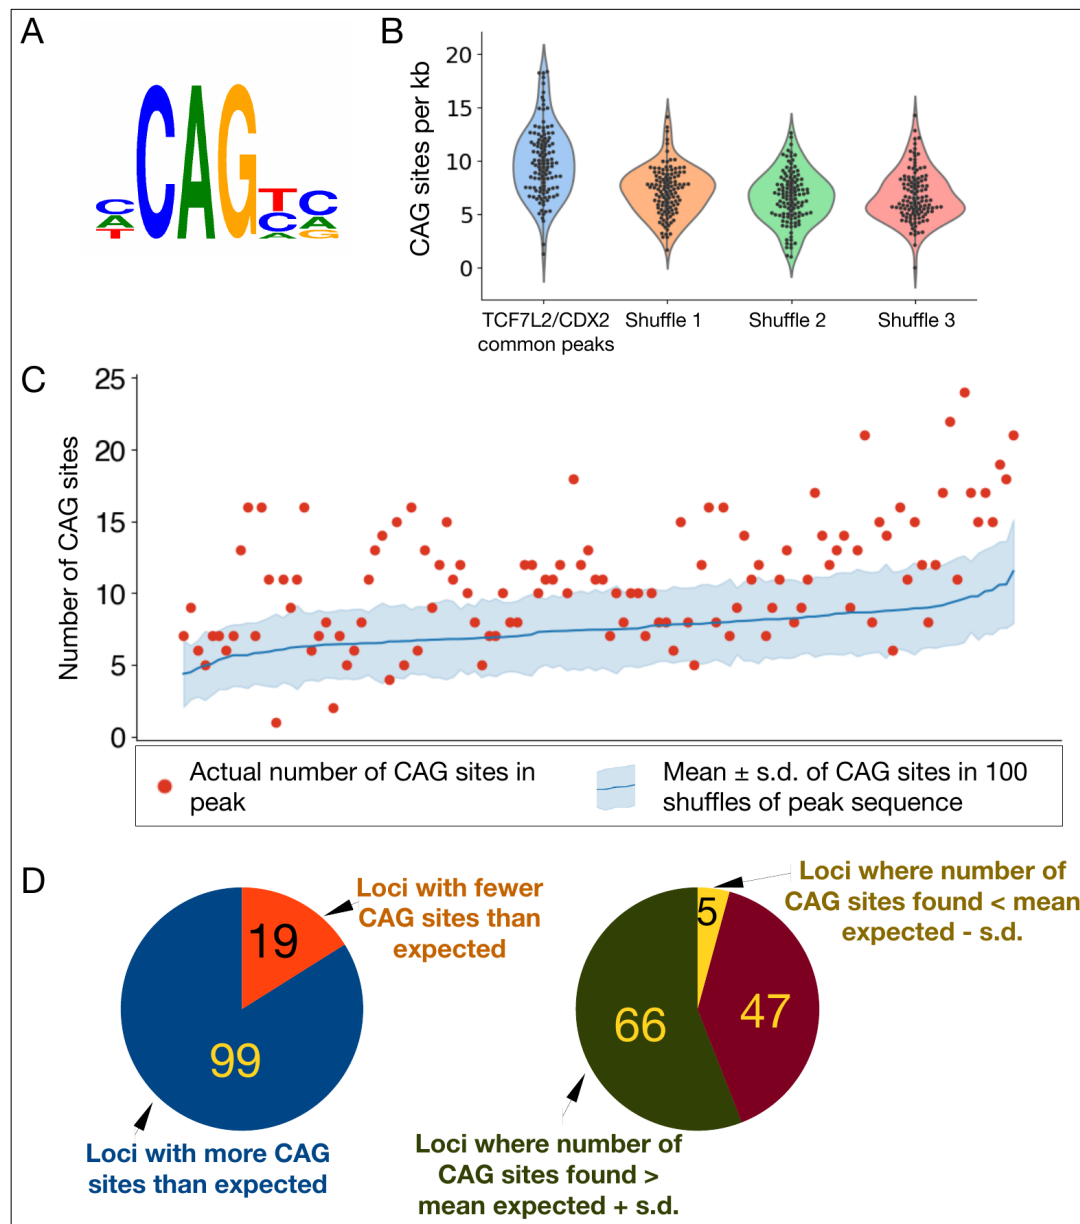 A
C
A
T
CAG
T
C
A
C
A
G
B
CAG sites per kb
20
15
10
5
0
TCF7L2/CDX2
common peaks
Shuffle 1
Shuffle 2
Shuffle 3
C
Number of CAG sites
25
20
15
10
5
0
Actual number of CAG sites in
peak
Mean ± s.d. of CAG sites in 100
shuffles of peak sequence
D
Loci with fewer
CAG sites than
expected
19
99
Loci with more CAG
sites than expected
Loci where number of
CAG sites found < mean
expected - s.d.
5
47
66
Loci where number of
CAG sites found >
mean expected + s.d.